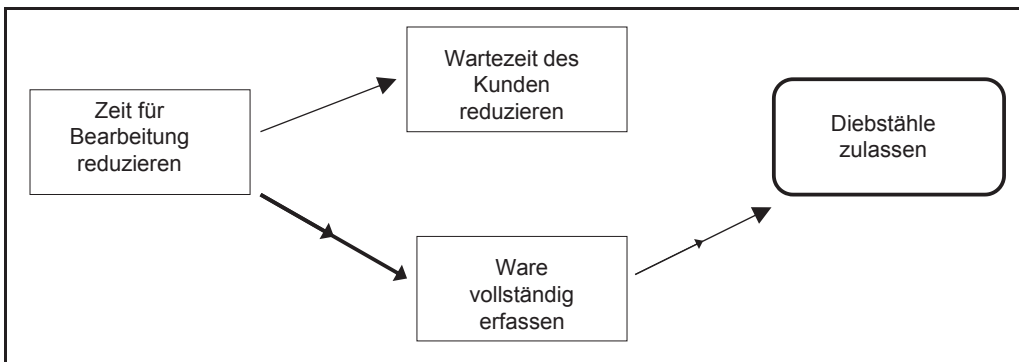 Zeit für
Bearbeitung
reduzieren
Wartezeit des
Kunden
reduzieren
Ware
vollständig
erfassen
Diebstähle
zulassen